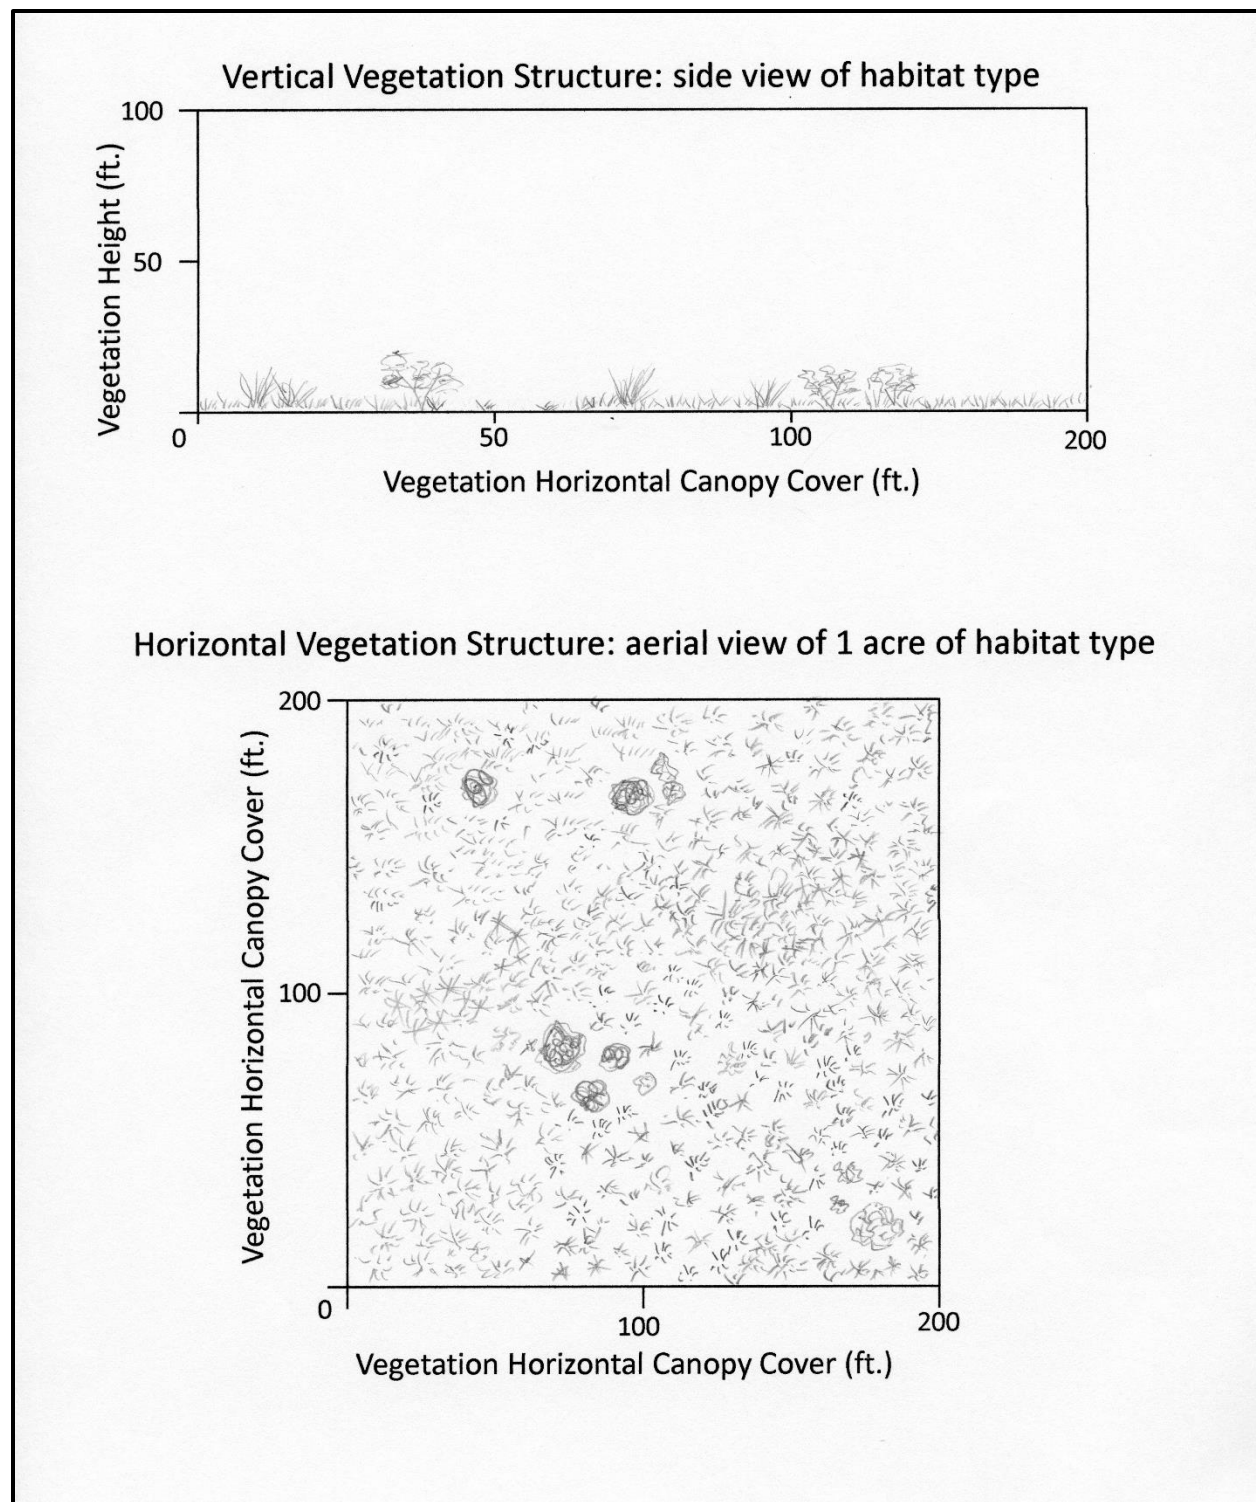 Vertical Vegetation Structure: side view of habitat type
100
Vegetation Height (ft.)
50
0
50
100
200
Vegetation Horizontal Canopy Cover (ft.)
Horizontal Vegetation Structure: aerial view of 1 acre of habitat type
200
Vegetation Horizontal Canopy Cover (ft.)
100
0
100
200
Vegetation Horizontal Canopy Cover (ft.)